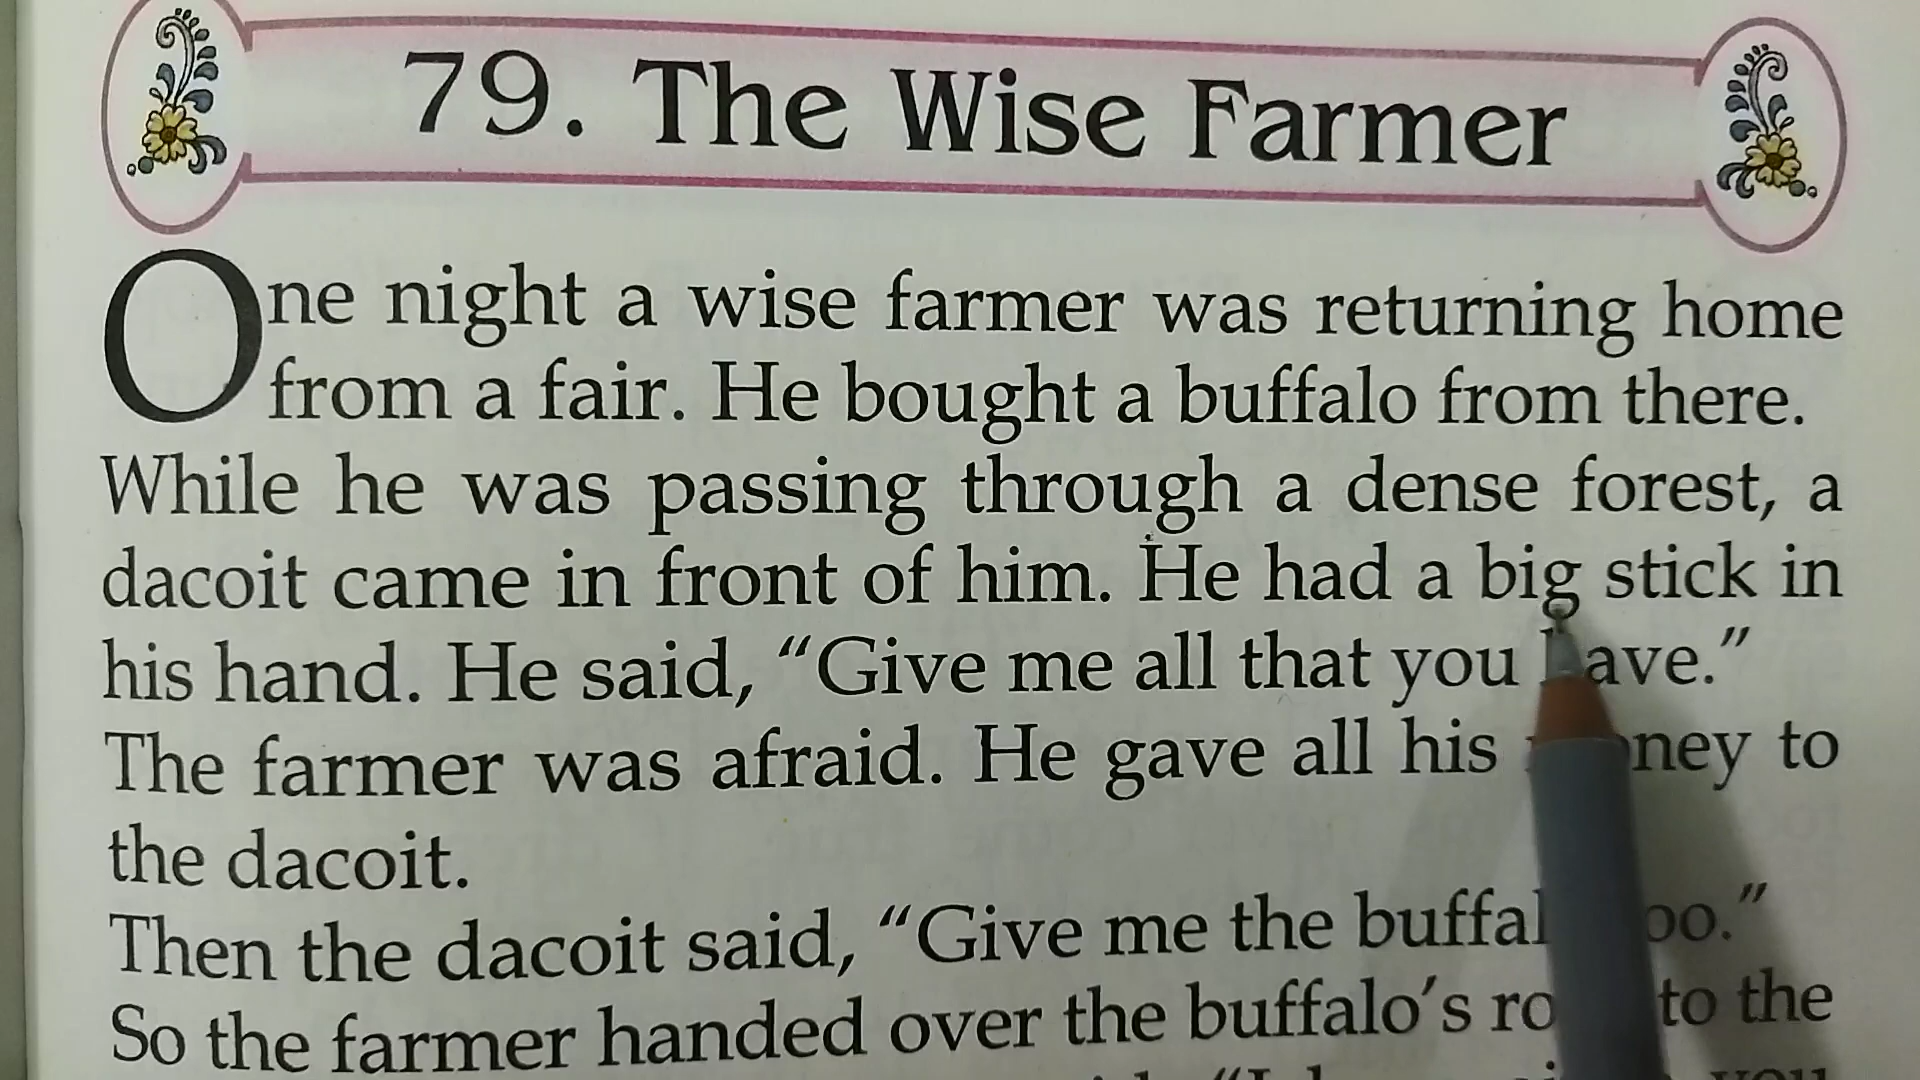 79. The Wise Farmer
One night a wise farmer was returning home
from a fair. He bought a buffalo from there.
While he was passing through a dense forest, a
dacoit came in front of him. He had a big stick in
his hand. He said, “Give me all that you have.”
The farmer was afraid. He gave all his money to
the dacoit.
Then the dacoit said, “Give me the buffalo too.”
So the farmer handed over the buffalo’s rope to the